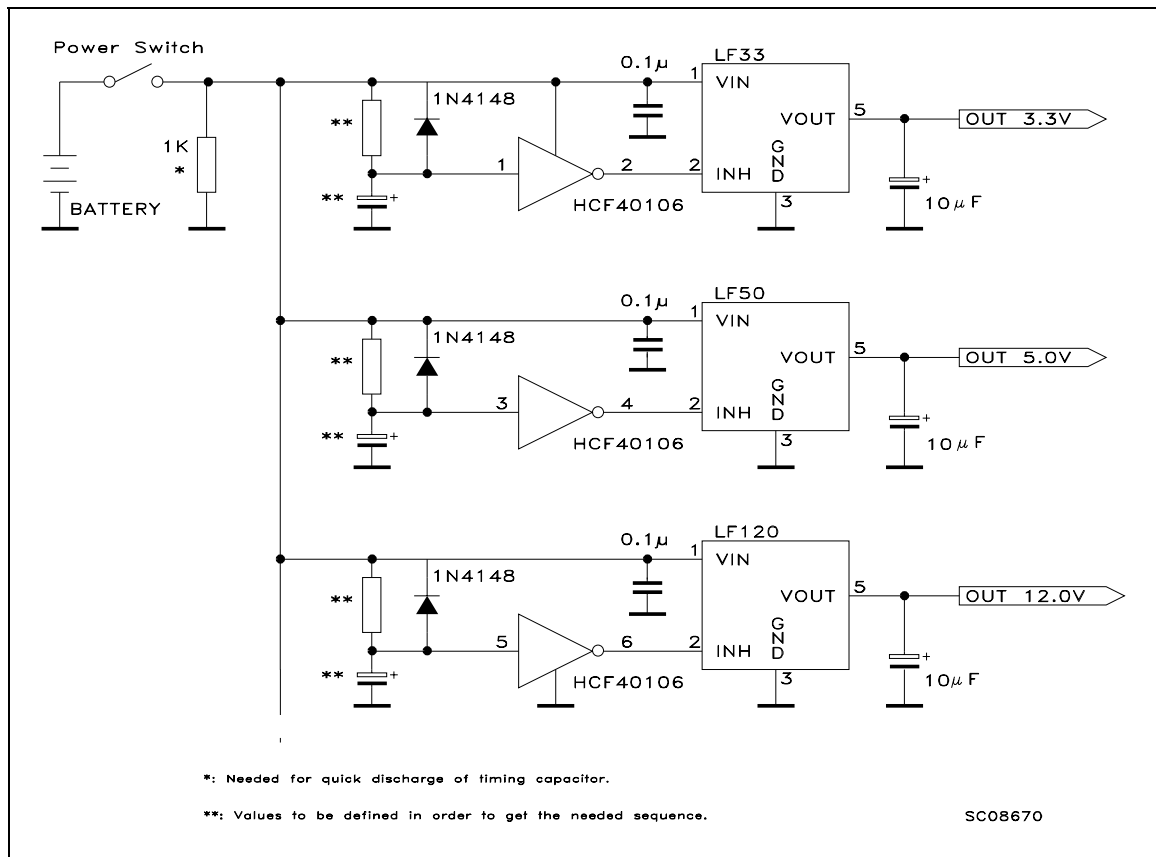 Power Switch
1K
*
BATTERY
**
**
1N4148
1
2
HCF40106
0.1μ
LF33
1
VIN
VOUT
5
2
INH
GND
3
10μF
OUT 3.3V
**
**
1N4148
3
4
HCF40106
0.1μ
LF50
1
VIN
VOUT
5
2
INH
GND
3
10μF
OUT 5.0V
**
**
1N4148
5
6
HCF40106
0.1μ
LF120
1
VIN
VOUT
5
2
INH
GND
3
10μF
OUT 12.0V
+
+
+
+
+
+
*: Needed for quick discharge of timing capacitor.
**: Values to be defined in order to get the needed sequence.
SC08670